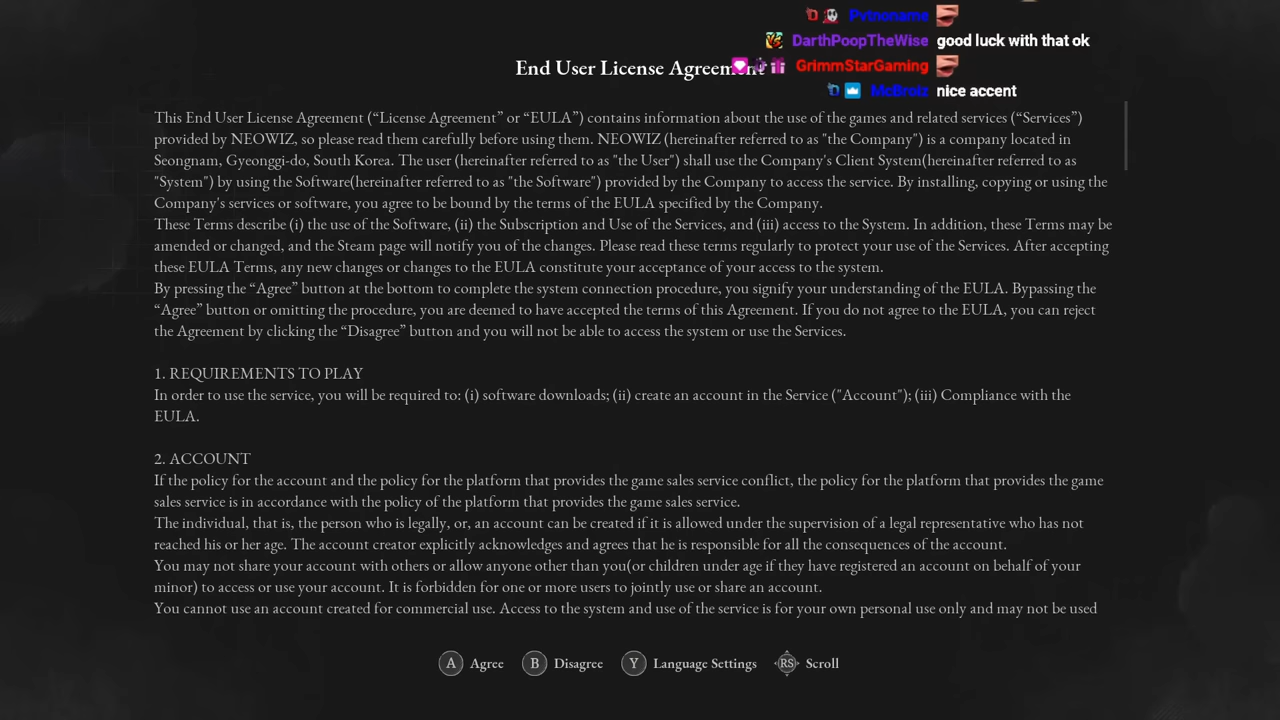 Pvtnoname
DarthPoopTheWise good luck with that ok
End User License Agreement
GrimmStarGaming
McBroiz nice accent
This End User License Agreement (“License Agreement” or “EULA”) contains information about the use of the games and related services (“Services”)
provided by NEOWIZ, so please read them carefully before using them. NEOWIZ (hereinafter referred to as "the Company") is a company located in
Seongnam, Gyeonggi-do, South Korea. The user (hereinafter referred to as "the User") shall use the Company's Client System(hereinafter referred to as
"System") by using the Software(hereinafter referred to as "the Software") provided by the Company to access the service. By installing, copying or using the
Company's services or software, you agree to be bound by the terms of the EULA specified by the Company.
These Terms describe (i) the use of the Software, (ii) the Subscription and Use of the Services, and (iii) access to the System. In addition, these Terms may be
amended or changed, and the Steam page will notify you of the changes. Please read these terms regularly to protect your use of the Services. After accepting
these EULA Terms, any new changes or changes to the EULA constitute your acceptance of your access to the system.
By pressing the “Agree” button at the bottom to complete the system connection procedure, you signify your understanding of the EULA. Bypassing the
“Agree” button or omitting the procedure, you are deemed to have accepted the terms of this Agreement. If you do not agree to the EULA, you can reject
the Agreement by clicking the “Disagree” button and you will not be able to access the system or use the Services.
1. REQUIREMENTS TO PLAY
In order to use the service, you will be required to: (i) software downloads; (ii) create an account in the Service ("Account"); (iii) Compliance with the
EULA.
2. ACCOUNT
If the policy for the account and the policy for the platform that provides the game sales service conflict, the policy for the platform that provides the game
sales service is in accordance with the policy of the platform that provides the game sales service.
The individual, that is, the person who is legally, or, an account can be created if it is allowed under the supervision of a legal representative who has not
reached his or her age. The account creator explicitly acknowledges and agrees that he is responsible for all the consequences of the account.
You may not share your account with others or allow anyone other than you(or children under age if they have registered an account on behalf of your
minor) to access or use your account. It is forbidden for one or more users to jointly use or share an account.
You cannot use an account created for commercial use. Access to the system and use of the service is for your own personal use only and may not be used
A Agree B Disagree Y Language Settings RS Scroll